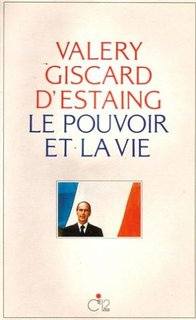 VALERY
GISCARD
D'ESTAING
LE POUVOIR
ET LA VIE